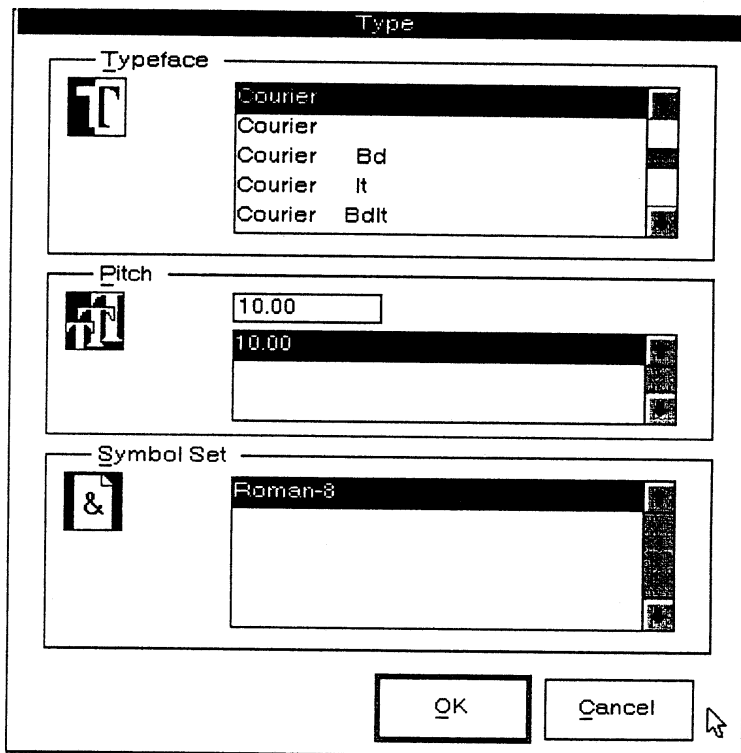 Type
Typeface
Courier
Courier
Courier Bd
Courier It
Courier BdIt
Pitch
10.00
10.00
Symbol Set
&
Roman-8
OK
Cancel